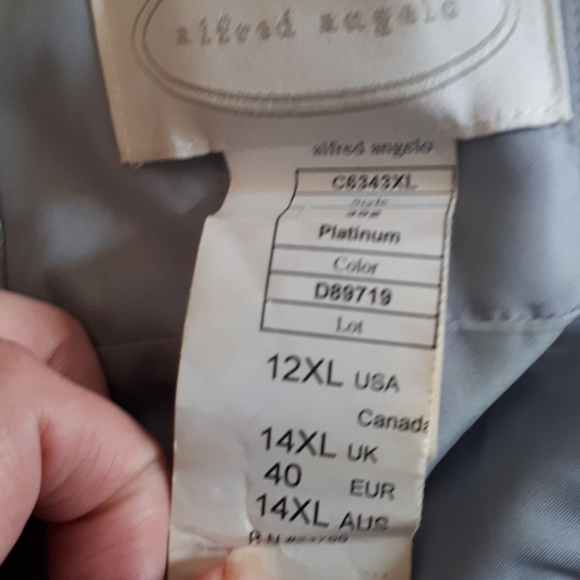 alfred angelo
alfred angelo
C6343XL
Style
Platinum
Color
D89719
Lot
12XL USA
Canada
14XL UK
40 EUR
14XL AUS